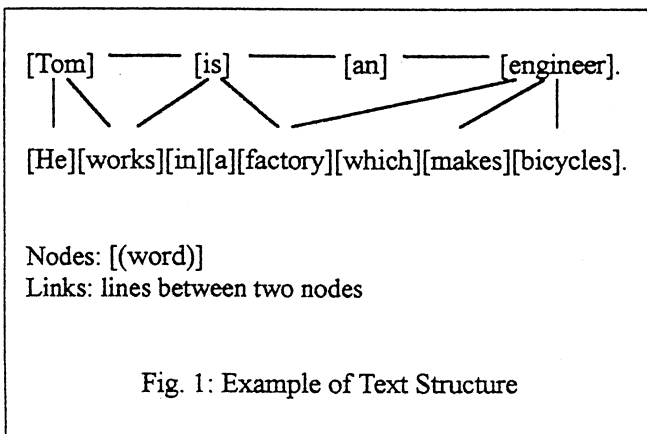 [Tom] [is] [an] [engineer].
[He][works][in][a][factory][which][makes][bicycles].
Nodes: [(word)]
Links: lines between two nodes
Fig. 1: Example of Text Structure